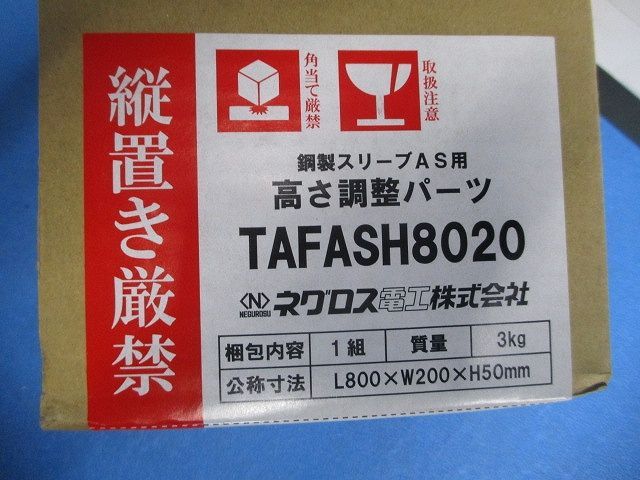 縦置き厳禁
角当て厳禁
取扱注意
鋼製スリーブAS用
高さ調整パーツ
TAFASH8020
<N> NEGUROSU ネグロス電工株式会社
梱包内容 1組 質量 3kg
公称寸法 L800×W200×H50mm